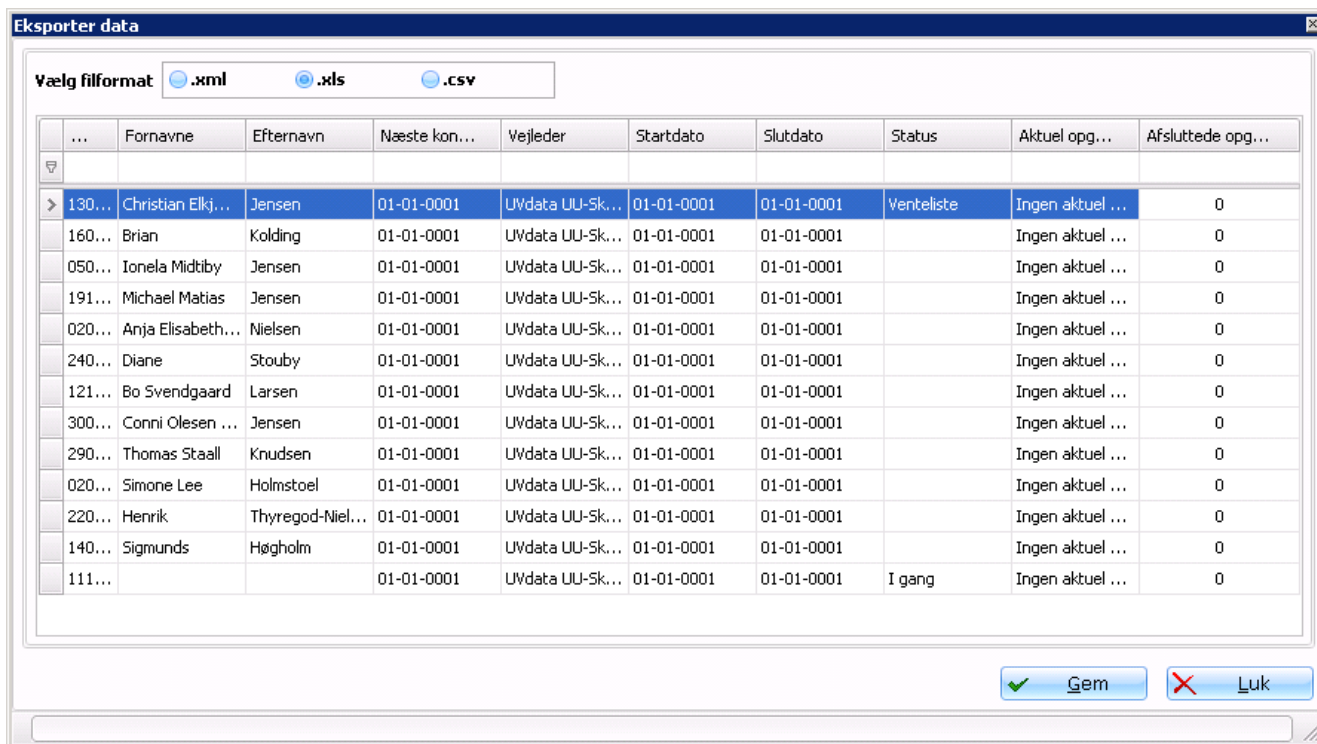 Eksporter data
Vælg filformat .xml .xls .csv
... Fornavne Efternavn Næste kon... Vejleder Startdato Slutdato Status Aktuel opg... Afsluttede opg...
130... Christian Elkj... Jensen 01-01-0001 UVdata UU-Sk... 01-01-0001 01-01-0001 Venteliste Ingen aktuel ... 0
160... Brian Kolding 01-01-0001 UVdata UU-Sk... 01-01-0001 01-01-0001 Ingen aktuel ... 0
050... Ionela Midtiby Jensen 01-01-0001 UVdata UU-Sk... 01-01-0001 01-01-0001 Ingen aktuel ... 0
191... Michael Matias Jensen 01-01-0001 UVdata UU-Sk... 01-01-0001 01-01-0001 Ingen aktuel ... 0
020... Anja Elisabeth... Nielsen 01-01-0001 UVdata UU-Sk... 01-01-0001 01-01-0001 Ingen aktuel ... 0
240... Diane Stouby 01-01-0001 UVdata UU-Sk... 01-01-0001 01-01-0001 Ingen aktuel ... 0
121... Bo Svendgaard Larsen 01-01-0001 UVdata UU-Sk... 01-01-0001 01-01-0001 Ingen aktuel ... 0
300... Conni Olesen ... Jensen 01-01-0001 UVdata UU-Sk... 01-01-0001 01-01-0001 Ingen aktuel ... 0
290... Thomas Staall Knudsen 01-01-0001 UVdata UU-Sk... 01-01-0001 01-01-0001 Ingen aktuel ... 0
020... Simone Lee Holmstoel 01-01-0001 UVdata UU-Sk... 01-01-0001 01-01-0001 Ingen aktuel ... 0
220... Henrik Thyregod-Niel... 01-01-0001 UVdata UU-Sk... 01-01-0001 01-01-0001 Ingen aktuel ... 0
140... Sigmunds Høgholm 01-01-0001 UVdata UU-Sk... 01-01-0001 01-01-0001 Ingen aktuel ... 0
111... 01-01-0001 UVdata UU-Sk... 01-01-0001 01-01-0001 I gang Ingen aktuel ... 0
Gem Luk